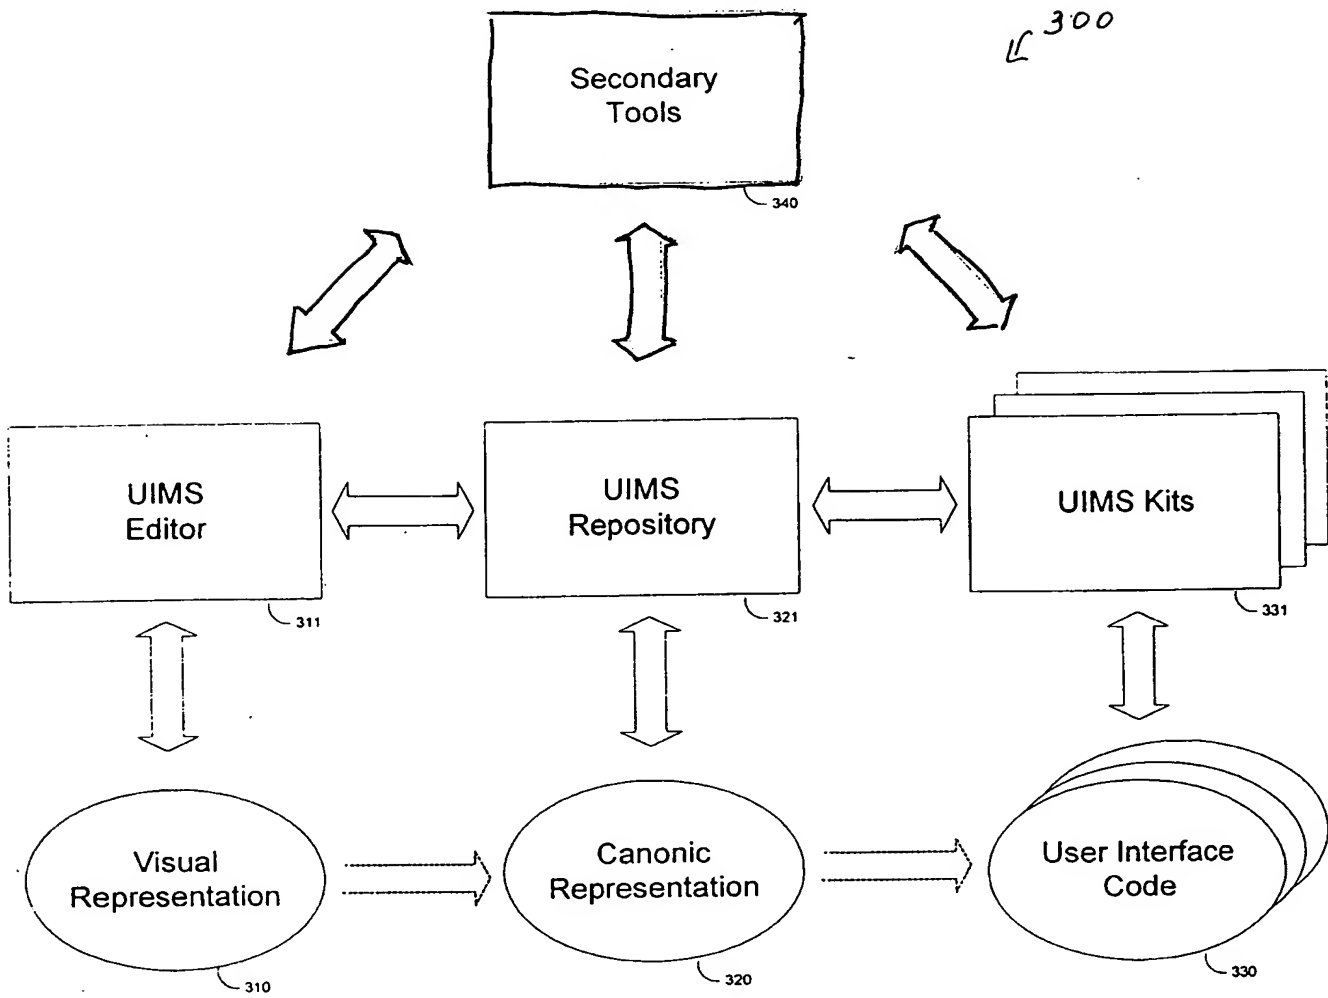 300
Secondary
Tools
340
UIMS
Editor
311
UIMS
Repository
321
UIMS Kits
331
Visual
Representation
310
Canonic
Representation
320
User Interface
Code
330